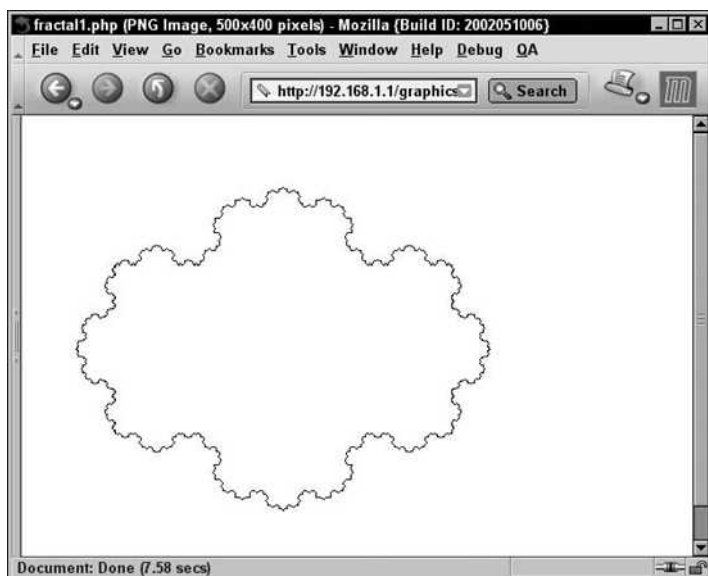 fractal1.php (PNG Image, 500x400 pixels) - Mozilla {Build ID: 2002051006}
File Edit View Go Bookmarks Tools Window Help Debug QA
http://192.168.1.1/graphics Search
Document: Done (7.58 secs)